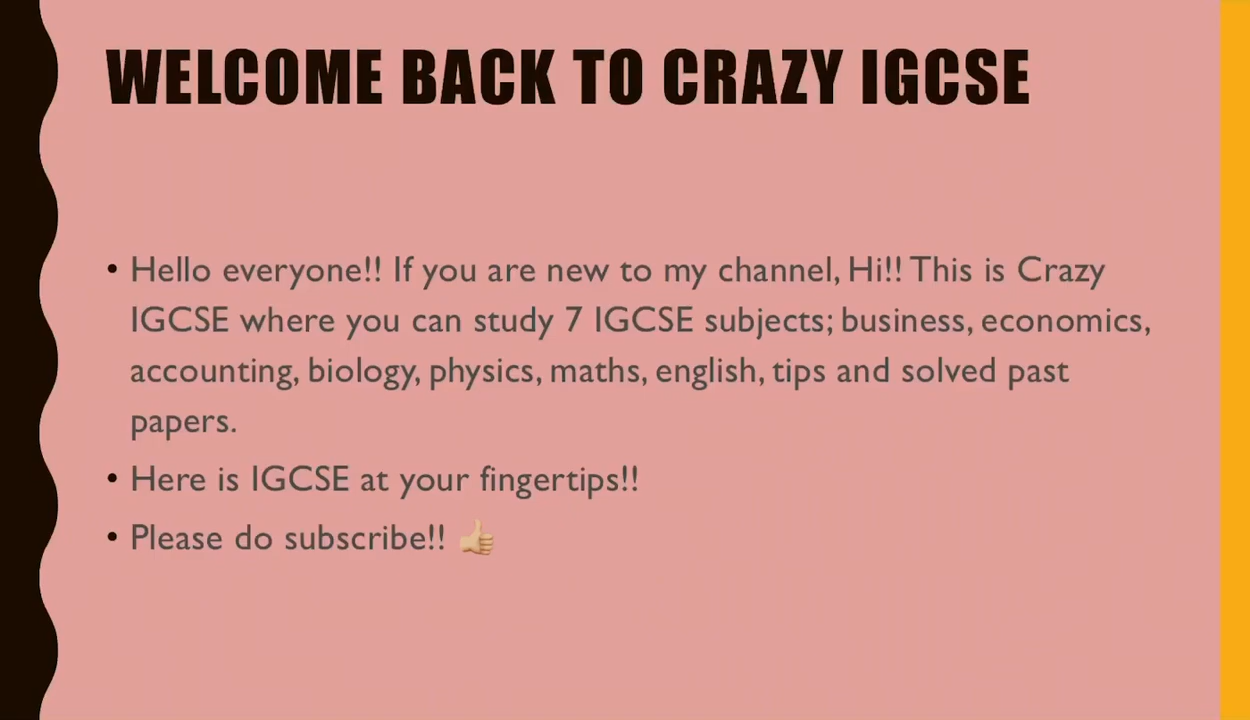 WELCOME BACK TO CRAZY IGCSE
• Hello everyone!! If you are new to my channel, Hi!! This is Crazy
IGCSE where you can study 7 IGCSE subjects; business, economics,
accounting, biology, physics, maths, english, tips and solved past
papers.
• Here is IGCSE at your fingertips!!
• Please do subscribe!! 👍